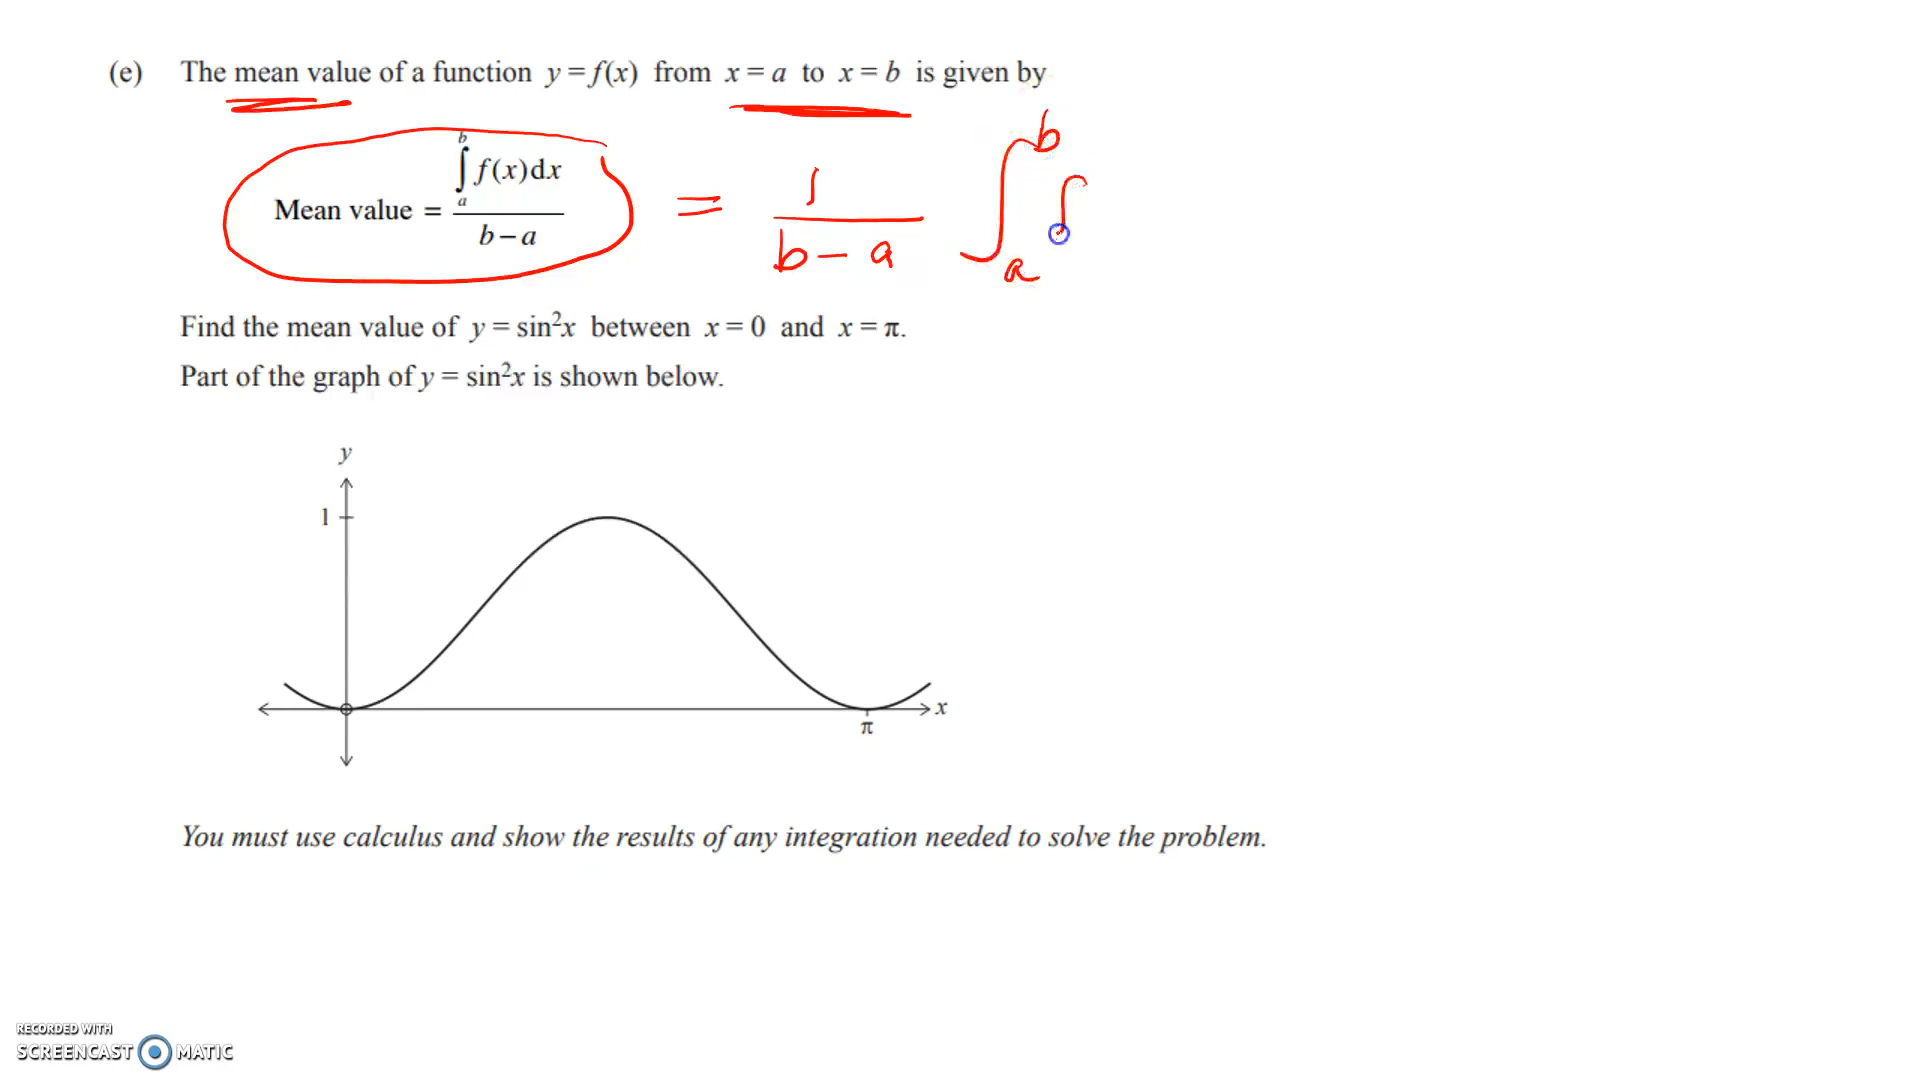 (e) The mean value of a function y = f(x) from x = a to x = b is given by
Mean value = ∫ₐᵇ f(x)dx / (b – a) = 1 / (b – a) ∫ₐᵇ f
Find the mean value of y = sin²x between x = 0 and x = π.
Part of the graph of y = sin²x is shown below.
y
1
x
π
You must use calculus and show the results of any integration needed to solve the problem.
RECORDED WITH
SCREENCAST MATIC